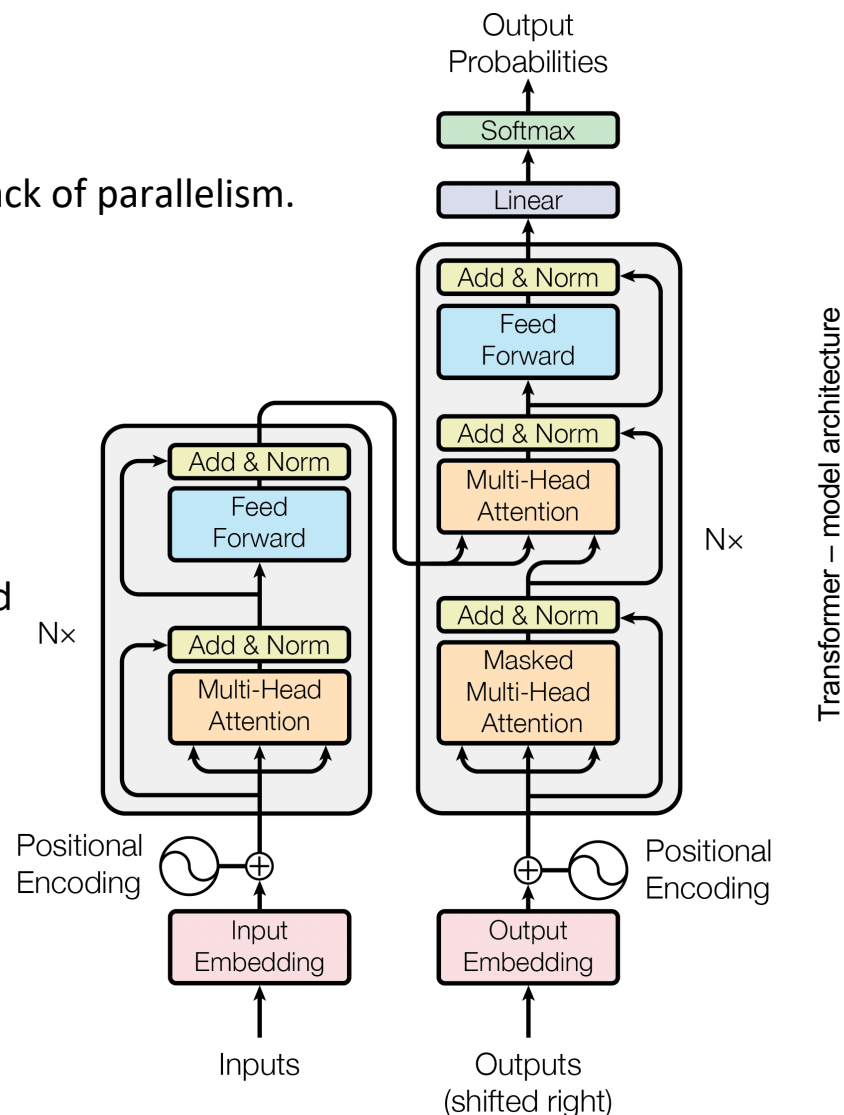 Output
Probabilities
Softmax
ack of parallelism.
Linear
Add & Norm
Feed
Forward
Add & Norm
Multi-Head
Attention
Nx
Add & Norm
Masked
Multi-Head
Attention
Add & Norm
Feed
Forward
d
Nx
Add & Norm
Multi-Head
Attention
Positional
Encoding
Positional
Encoding
Input
Embedding
Output
Embedding
Inputs
Outputs
(shifted right)
Transformer – model architecture